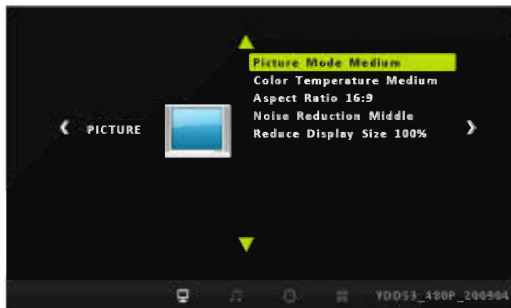 Picture Mode Medium
Color Temperature Medium
Aspect Ratio 16:9
Noise Reduction Middle
PICTURE
Reduce Display Size 100%